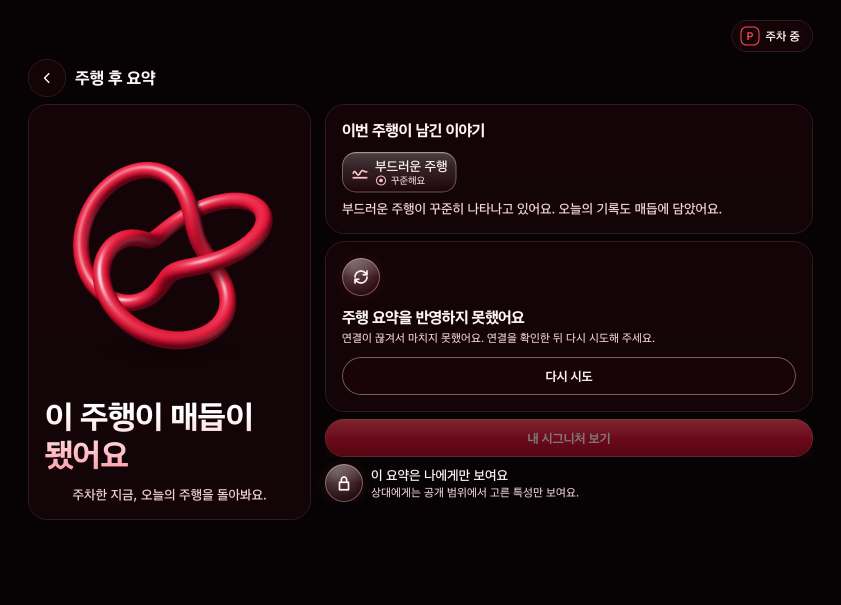 P 주차 중
주행 후 요약
이 주행이 매듭이
됐어요
주차한 지금, 오늘의 주행을 돌아봐요.
이번 주행이 남긴 이야기
부드러운 주행
꾸준해요
부드러운 주행이 꾸준히 나타나고 있어요. 오늘의 기록도 매듭에 담았어요.
주행 요약을 반영하지 못했어요
연결이 끊겨서 마치지 못했어요. 연결을 확인한 뒤 다시 시도해 주세요.
다시 시도
내 시그니처 보기
이 요약은 나에게만 보여요
상대에게는 공개 범위에서 고른 특성만 보여요.